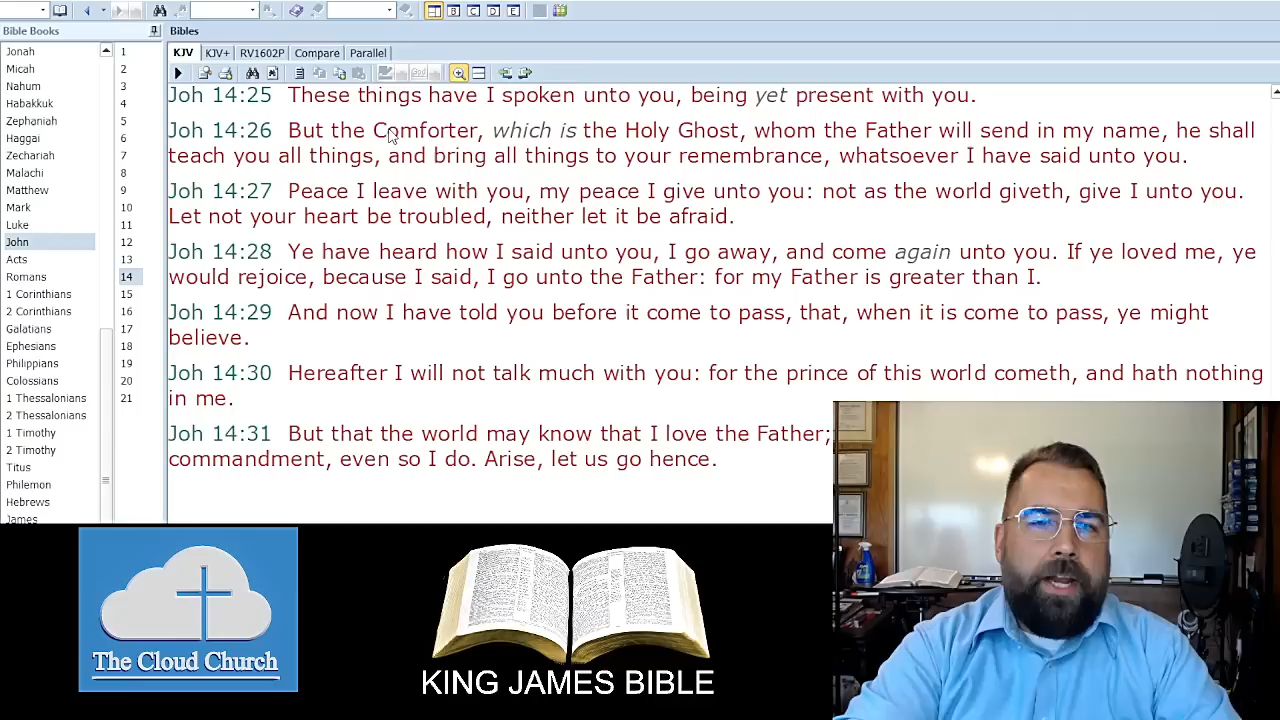 Bible Books
Bibles
Jonah
Micah
Nahum
Habakkuk
Zephaniah
Haggai
Zechariah
Malachi
Matthew
Mark
Luke
John
Acts
Romans
1 Corinthians
2 Corinthians
Galatians
Ephesians
Philippians
Colossians
1 Thessalonians
2 Thessalonians
1 Timothy
2 Timothy
Titus
Philemon
Hebrews
James
1
2
3
4
5
6
7
8
9
10
11
12
13
14
15
16
17
18
19
20
21
B C D E
KJV KJV+ RV1602P Compare Parallel
Joh 14:25 These things have I spoken unto you, being yet present with you.
Joh 14:26 But the Comforter, which is the Holy Ghost, whom the Father will send in my name, he shall
teach you all things, and bring all things to your remembrance, whatsoever I have said unto you.
Joh 14:27 Peace I leave with you, my peace I give unto you: not as the world giveth, give I unto you.
Let not your heart be troubled, neither let it be afraid.
Joh 14:28 Ye have heard how I said unto you, I go away, and come again unto you. If ye loved me, ye
would rejoice, because I said, I go unto the Father: for my Father is greater than I.
Joh 14:29 And now I have told you before it come to pass, that, when it is come to pass, ye might
believe.
Joh 14:30 Hereafter I will not talk much with you: for the prince of this world cometh, and hath nothing
in me.
Joh 14:31 But that the world may know that I love the Father;
commandment, even so I do. Arise, let us go hence.
The Cloud Church
KING JAMES BIBLE